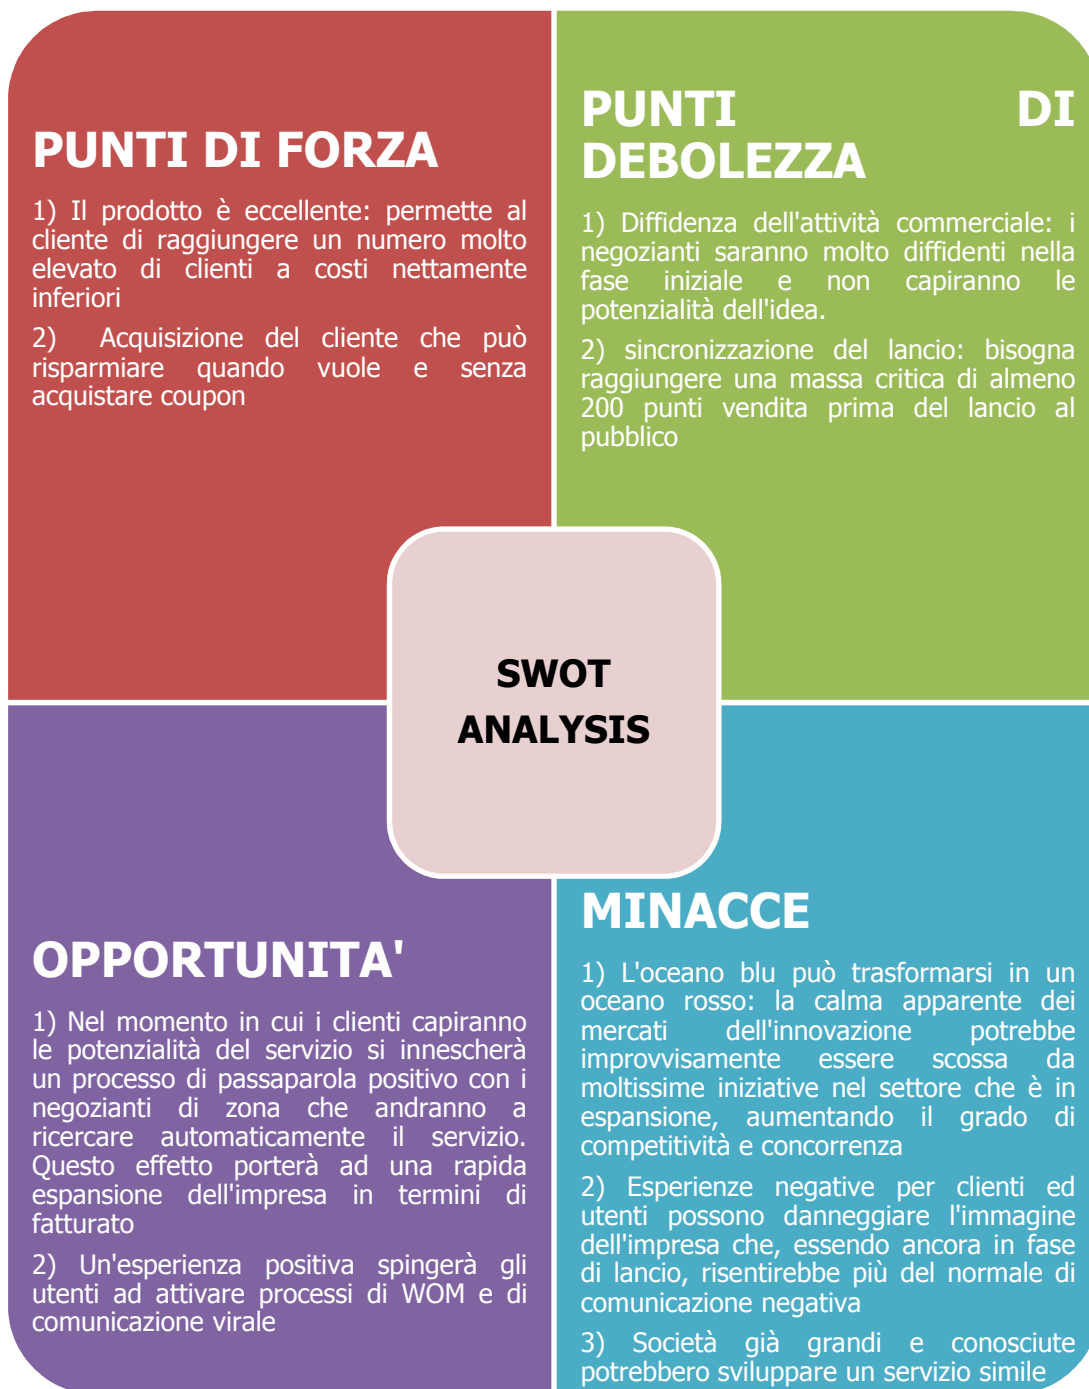 PUNTI DI FORZA
1) Il prodotto è eccellente: permette al
cliente di raggiungere un numero molto
elevato di clienti a costi nettamente
inferiori
2) Acquisizione del cliente che può
risparmiare quando vuole e senza
acquistare coupon
PUNTI DI
DEBOLEZZA
1) Diffidenza dell'attività commerciale: i
negozianti saranno molto diffidenti nella
fase iniziale e non capiranno le
potenzialità dell'idea.
2) sincronizzazione del lancio: bisogna
raggiungere una massa critica di almeno
200 punti vendita prima del lancio al
pubblico
SWOT
ANALYSIS
OPPORTUNITA'
1) Nel momento in cui i clienti capiranno
le potenzialità del servizio si innescherà
un processo di passaparola positivo con i
negozianti di zona che andranno a
ricercare automaticamente il servizio.
Questo effetto porterà ad una rapida
espansione dell'impresa in termini di
fatturato
2) Un'esperienza positiva spingerà gli
utenti ad attivare processi di WOM e di
comunicazione virale
MINACCE
1) L'oceano blu può trasformarsi in un
oceano rosso: la calma apparente dei
mercati dell'innovazione potrebbe
improvvisamente essere scossa da
moltissime iniziative nel settore che è in
espansione, aumentando il grado di
competitività e concorrenza
2) Esperienze negative per clienti ed
utenti possono danneggiare l'immagine
dell'impresa che, essendo ancora in fase
di lancio, risentirebbe più del normale di
comunicazione negativa
3) Società già grandi e conosciute
potrebbero sviluppare un servizio simile